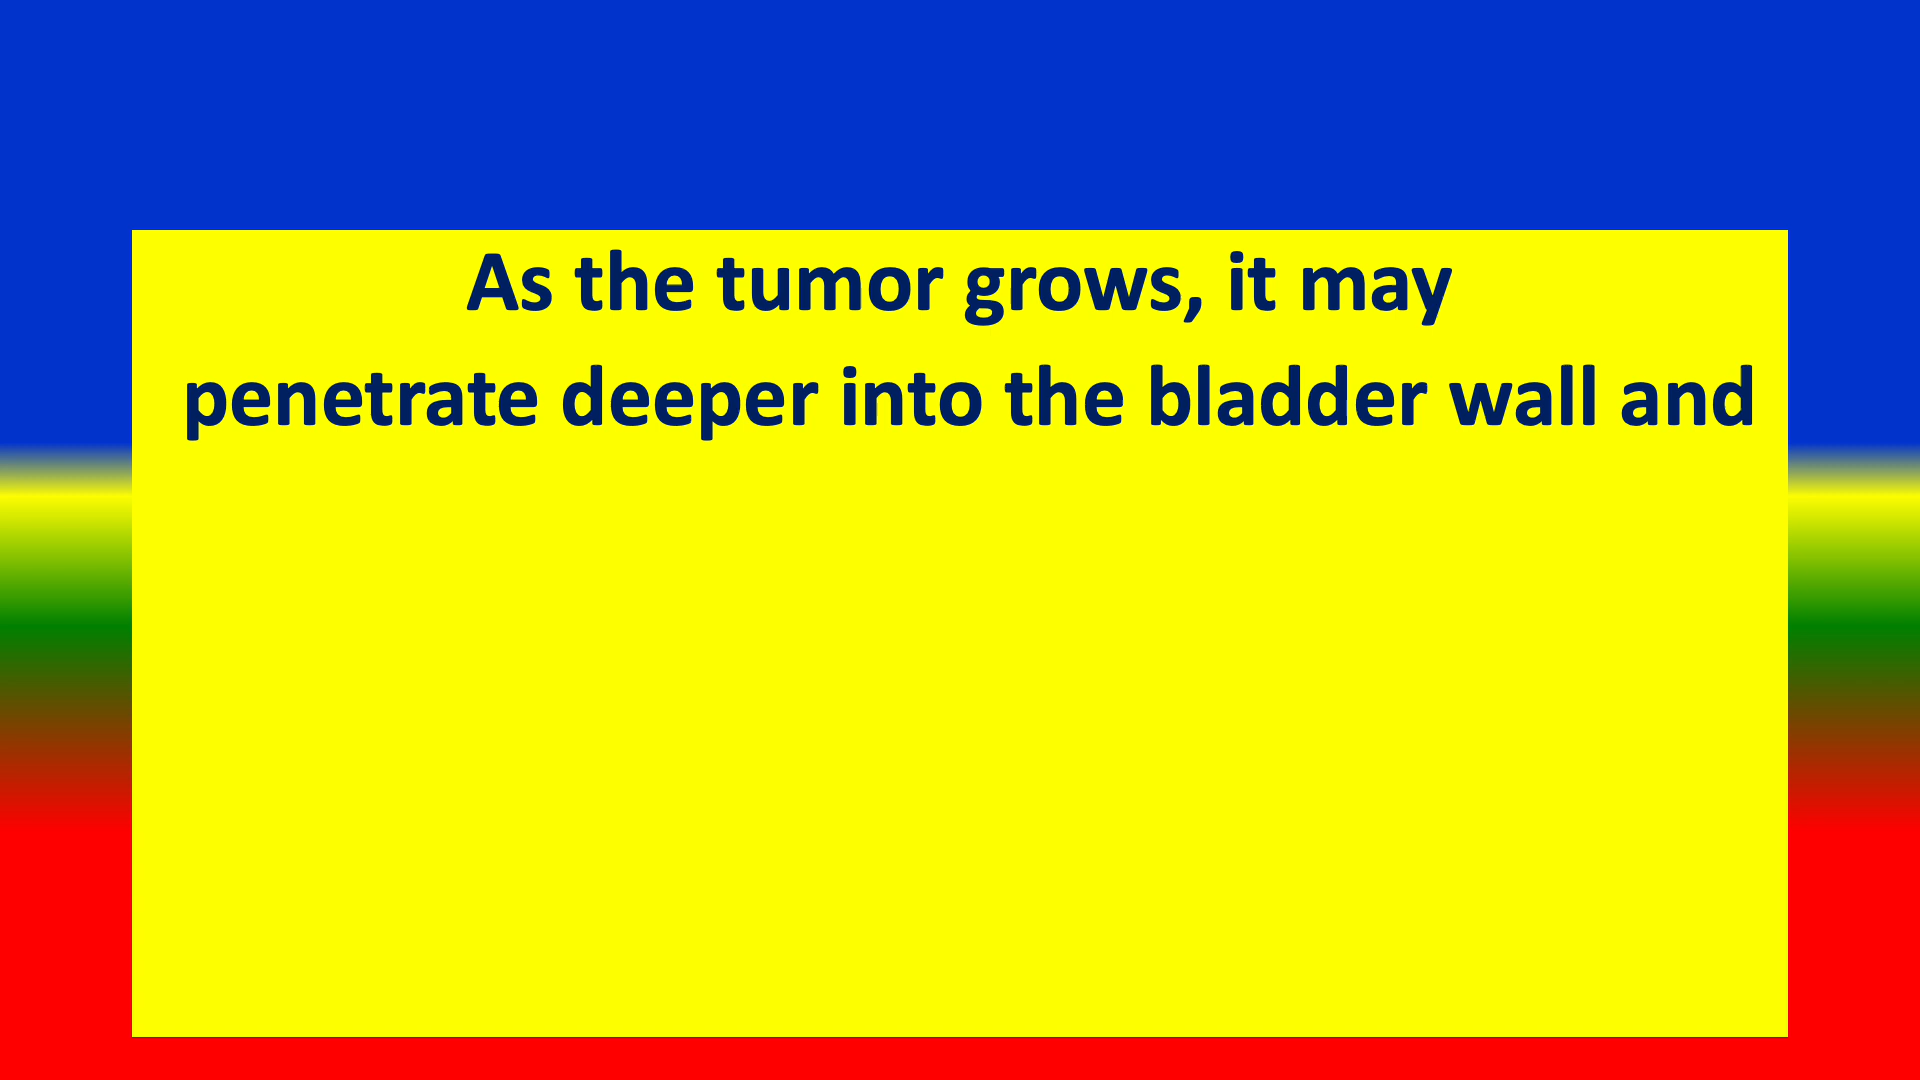 As the tumor grows, it may
penetrate deeper into the bladder wall and